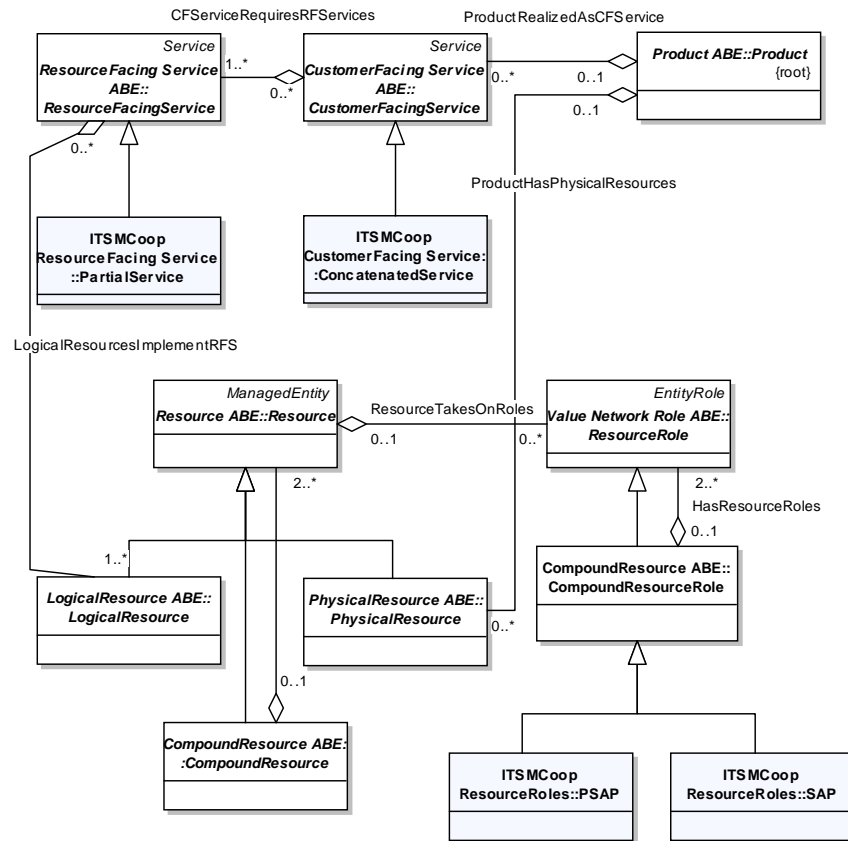 CFServiceRequiresRFServices
ProductRealizedAsCFService
Service
ResourceFacing Service
ABE::
ResourceFacingService
1..*
0..*
Service
CustomerFacing Service
ABE::
CustomerFacingService
0..*
0..1
Product ABE::Product
{root}
0..1
0..*
ProductHasPhysicalResources
ITSMCoop
ResourceFacing Service
::PartialService
ITSMCoop
CustomerFacing Service:
:ConcatenatedService
LogicalResourcesImplementRFS
ManagedEntity
Resource ABE::Resource
ResourceTakesOnRoles
0..1
0..*
EntityRole
Value Network Role ABE::
ResourceRole
2..*
2..*
HasResourceRoles
0..1
1..*
LogicalResource ABE::
LogicalResource
PhysicalResource ABE::
PhysicalResource
0..*
CompoundResource ABE::
CompoundResourceRole
0..1
CompoundResource ABE:
:CompoundResource
ITSMCoop
ResourceRoles::PSAP
ITSMCoop
ResourceRoles::SAP